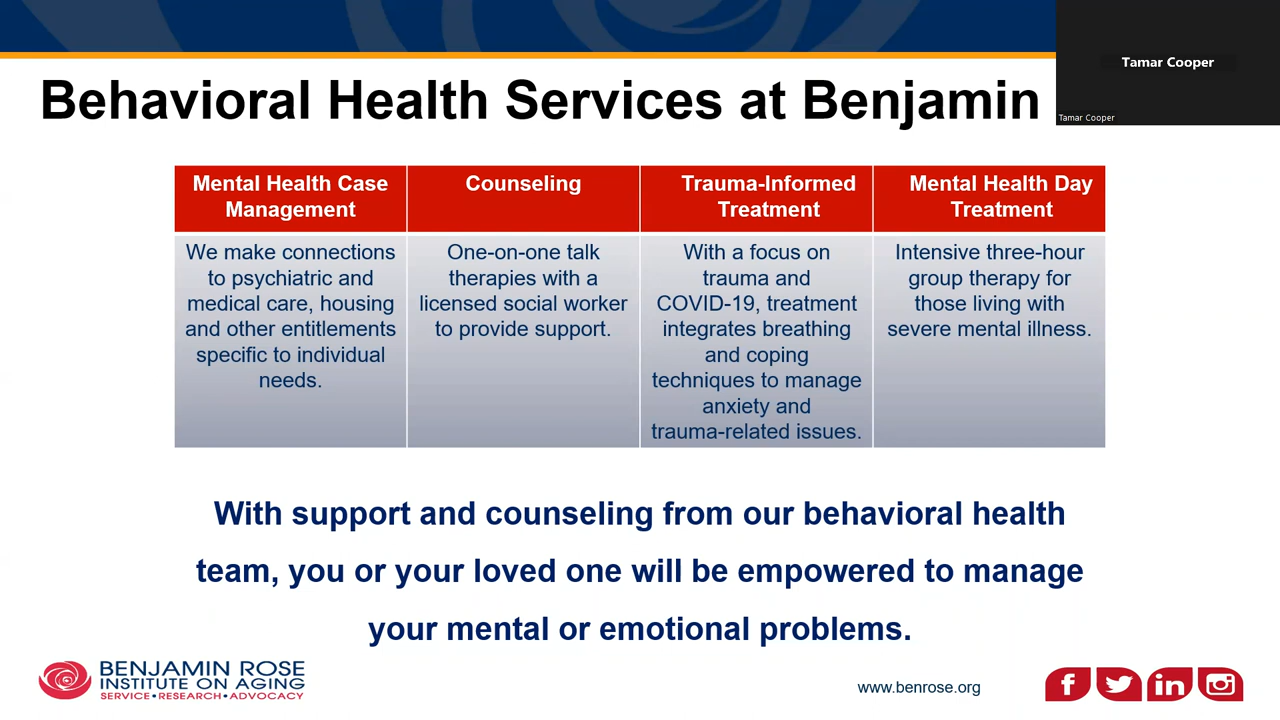 Tamar Cooper
Tamar Cooper
Behavioral Health Services at Benjamin
Mental Health Case
Management
We make connections
to psychiatric and
medical care, housing
and other entitlements
specific to individual
needs.
Counseling
One-on-one talk
therapies with a
licensed social worker
to provide support.
Trauma-Informed
Treatment
With a focus on
trauma and
COVID-19, treatment
integrates breathing
and coping
techniques to manage
anxiety and
trauma-related issues.
Mental Health Day
Treatment
Intensive three-hour
group therapy for
those living with
severe mental illness.
With support and counseling from our behavioral health
team, you or your loved one will be empowered to manage
your mental or emotional problems.
BENJAMIN ROSE
INSTITUTE ON AGING
SERVICE•RESEARCH•ADVOCACY
www.benrose.org